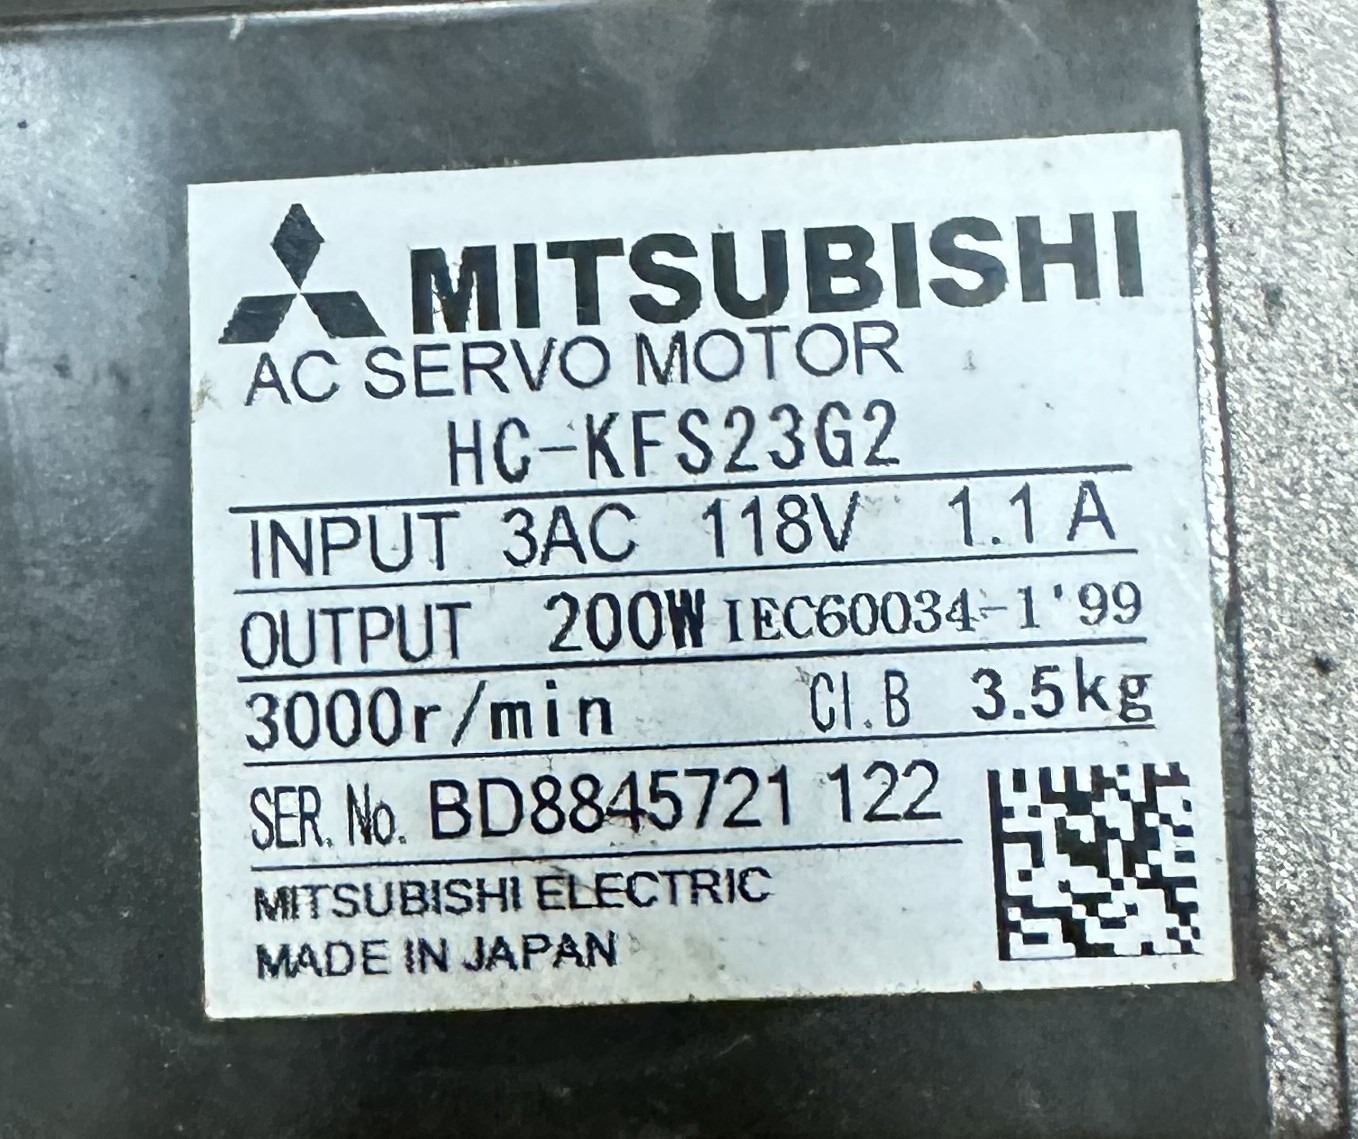 MITSUBISHI
AC SERVO MOTOR
HC-KFS23G2
INPUT 3AC 118V 1.1 A
OUTPUT 200W IEC60034-1'99
3000r/min CI.B 3.5kg
SER. No. BD8845721 122
MITSUBISHI ELECTRIC
MADE IN JAPAN